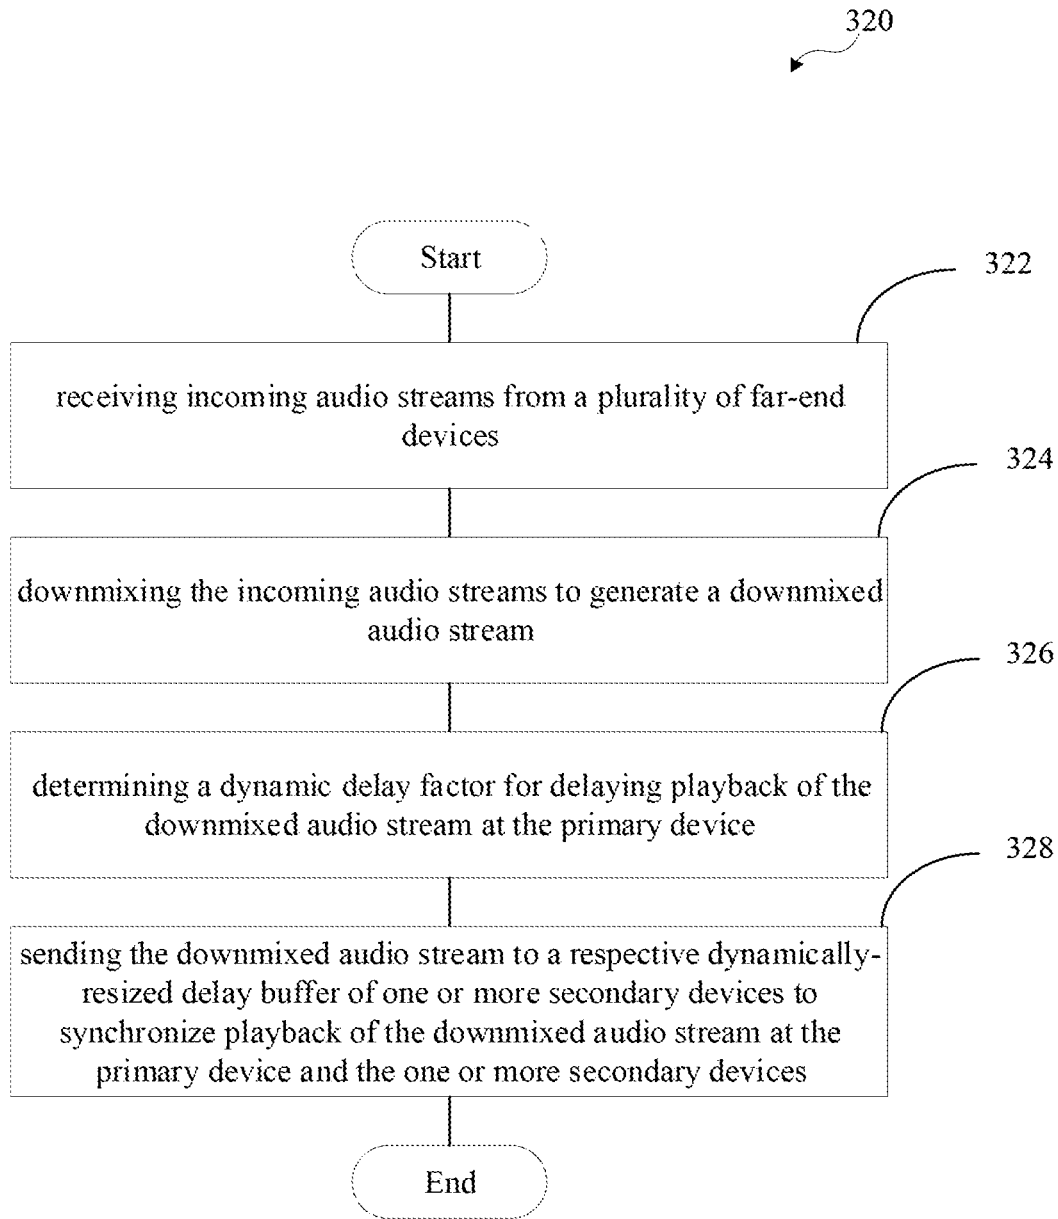 320
Start
322
receiving incoming audio streams from a plurality of far-end
devices
324
downmixing the incoming audio streams to generate a downmixed
audio stream
326
determining a dynamic delay factor for delaying playback of the
downmixed audio stream at the primary device
328
sending the downmixed audio stream to a respective dynamically-
resized delay buffer of one or more secondary devices to
synchronize playback of the downmixed audio stream at the
primary device and the one or more secondary devices
End